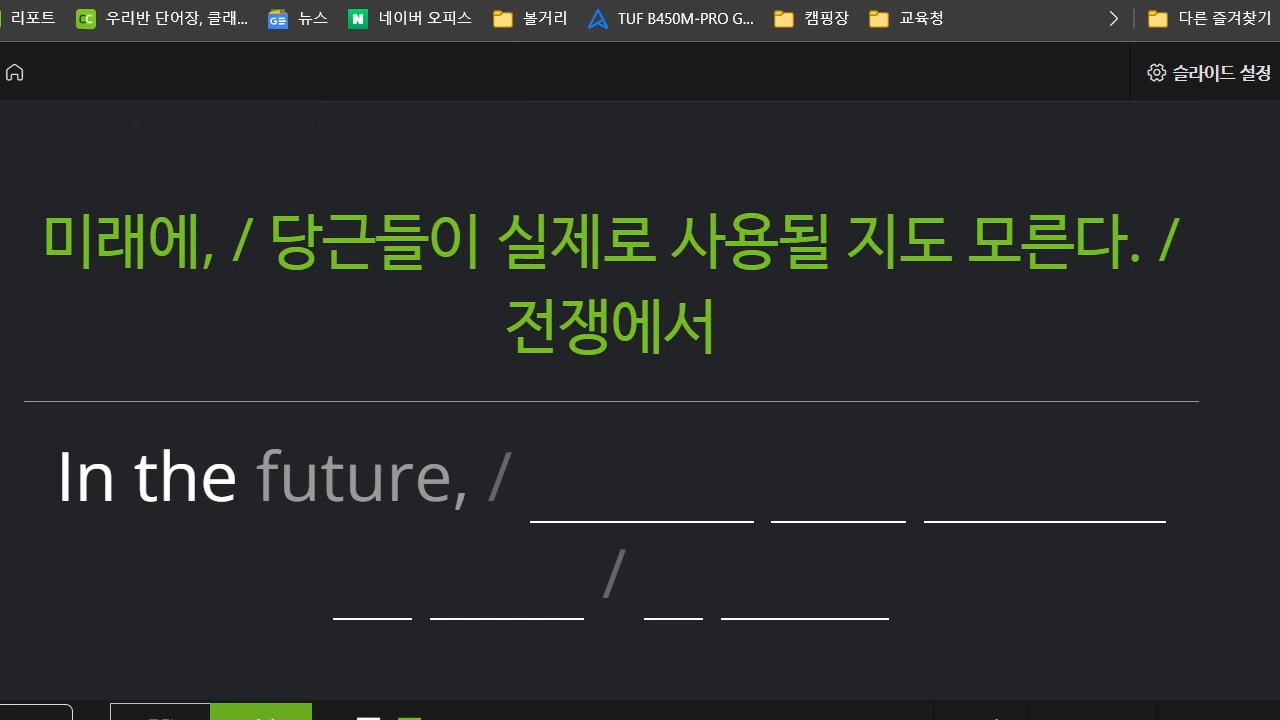 리포트 우리반 단어장, 클래... 뉴스 네이버 오피스 볼거리 TUF B450M-PRO G... 캠핑장 교육청 다른 즐겨찾기
슬라이드 설정
미래에, / 당근들이 실제로 사용될 지도 모른다. /
전쟁에서
In the future, /
/